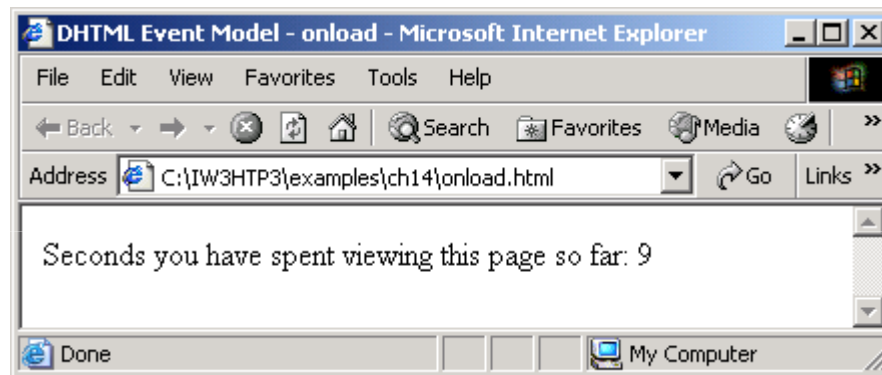 DHTML Event Model - onload - Microsoft Internet Explorer
File Edit View Favorites Tools Help
Back Search Favorites Media »
Address C:\IW3HTP3\examples\ch14\onload.html Go Links »
Seconds you have spent viewing this page so far: 9
Done My Computer